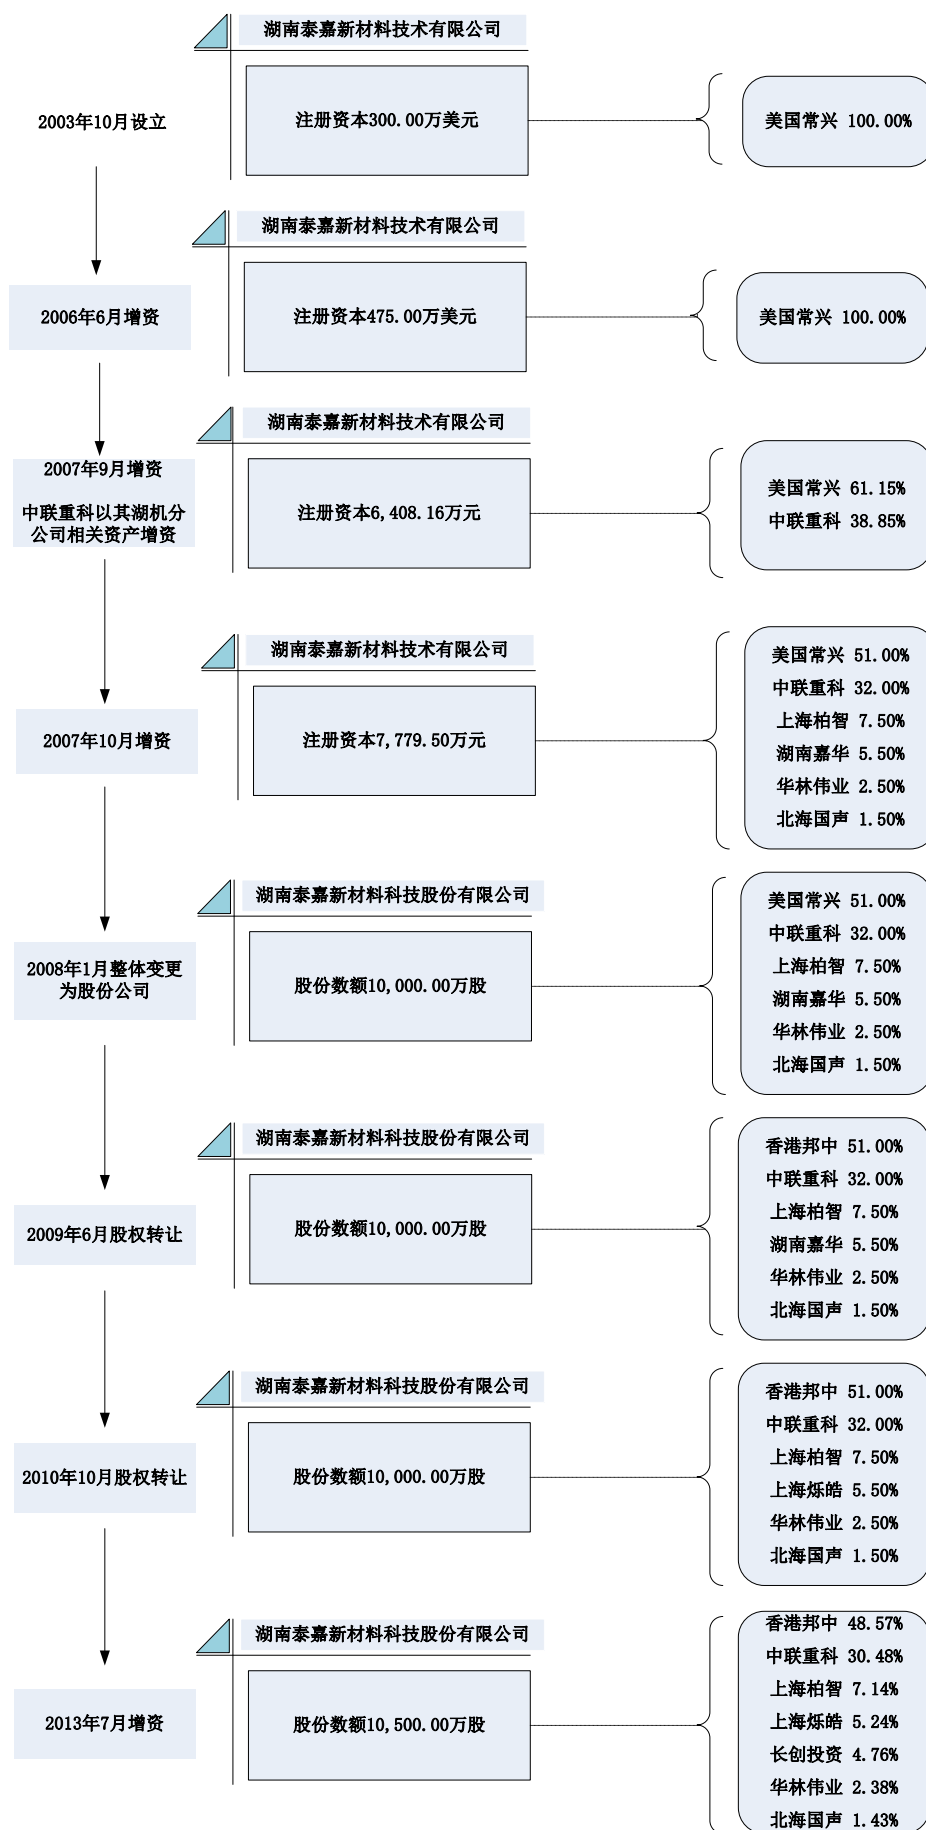 湖南泰嘉新材料技术有限公司
2003年10月设立
注册资本300.00万美元
美国常兴 100.00%
湖南泰嘉新材料技术有限公司
2006年6月增资
注册资本475.00万美元
美国常兴 100.00%
湖南泰嘉新材料技术有限公司
2007年9月增资
中联重科以其湖机分
公司相关资产增资
注册资本6,408.16万元
美国常兴 61.15%
中联重科 38.85%
湖南泰嘉新材料技术有限公司
2007年10月增资
注册资本7,779.50万元
美国常兴 51.00%
中联重科 32.00%
上海柏智 7.50%
湖南嘉华 5.50%
华林伟业 2.50%
北海国声 1.50%
湖南泰嘉新材料科技股份有限公司
2008年1月整体变更
为股份公司
股份数额10,000.00万股
美国常兴 51.00%
中联重科 32.00%
上海柏智 7.50%
湖南嘉华 5.50%
华林伟业 2.50%
北海国声 1.50%
湖南泰嘉新材料科技股份有限公司
2009年6月股权转让
股份数额10,000.00万股
香港邦中 51.00%
中联重科 32.00%
上海柏智 7.50%
湖南嘉华 5.50%
华林伟业 2.50%
北海国声 1.50%
湖南泰嘉新材料科技股份有限公司
2010年10月股权转让
股份数额10,000.00万股
香港邦中 51.00%
中联重科 32.00%
上海柏智 7.50%
上海烁皓 5.50%
华林伟业 2.50%
北海国声 1.50%
湖南泰嘉新材料科技股份有限公司
2013年7月增资
股份数额10,500.00万股
香港邦中 48.57%
中联重科 30.48%
上海柏智 7.14%
上海烁皓 5.24%
长创投资 4.76%
华林伟业 2.38%
北海国声 1.43%